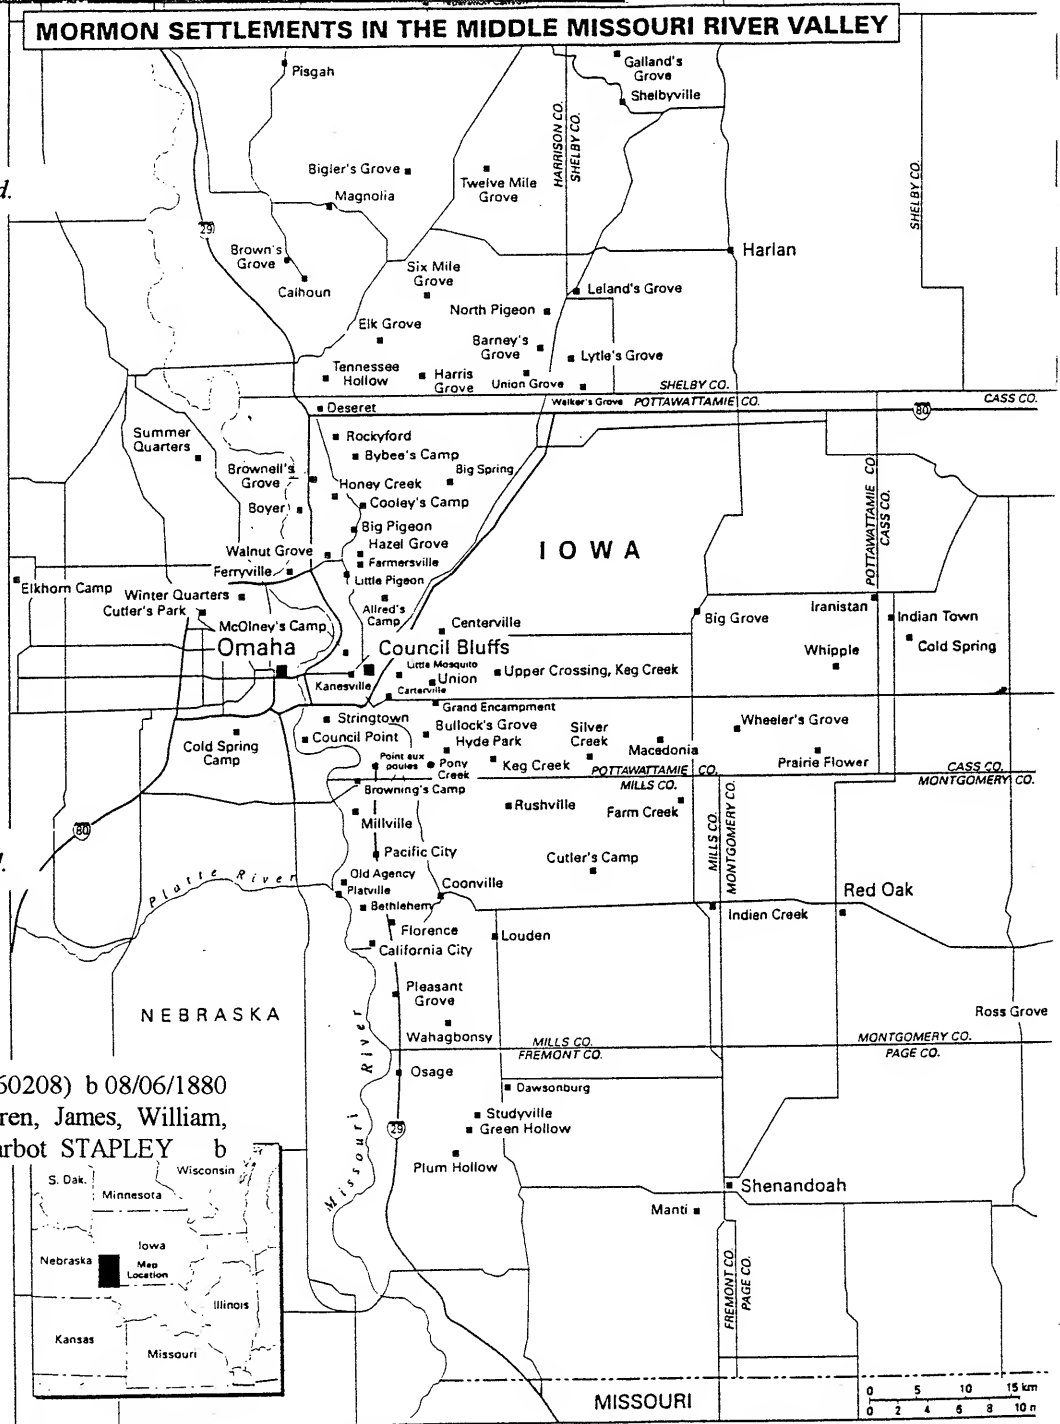 MORMON SETTLEMENTS IN THE MIDDLE MISSOURI RIVER VALLEY
Pisgah
Galland's
Grove
Shelbyville
HARRISON CO.
SHELBY CO.
SHELBY CO.
Bigler's Grove
Twelve Mile
Grove
d.
Magnolia
29
Brown's
Grove
Harlan
Six Mile
Grove
Calhoun
Leland's Grove
North Pigeon
Elk Grove
Barney's
Grove
Lytle's Grove
Tennessee
Hollow
Harris
Grove
Union Grove
SHELBY CO.
Walker's Grove
POTTAWATTAMIE CO.
CASS CO.
Deseret
80
Summer
Quarters
Rockyford
Bybee's Camp
Brownell's
Grove
Big Spring
Honey Creek
Cooley's Camp
Boyer
POTTAWATTAMIE CO.
CASS CO.
Big Pigeon
IOWA
Hazel Grove
Walnut Grove
Farmersville
Ferryville
Little Pigeon
Elkhorn Camp
Winter Quarters
Cutler's Park
Allred's
Camp
Iranistan
Big Grove
Indian Town
McOlney's Camp
Centerville
Cold Spring
Omaha
Council Bluffs
Whipple
Little Mosquito
Union
Upper Crossing, Keg Creek
Kanesville
Carterville
Grand Encampment
Stringtown
Bullock's Grove
Silver
Creek
Wheeler's Grove
Council Point
Hyde Park
Macedonia
Cold Spring
Camp
Point aux
poules
Pony
Creek
Keg Creek
Prairie Flower
POTTAWATTAMIE CO.
MILLS CO.
CASS CO.
MONTGOMERY CO.
Browning's Camp
Rushville
Farm Creek
Millville
80
MILLS CO.
MONTGOMERY CO.
Pacific City
Cutler's Camp
d.
Platte River
Old Agency
Platville
Coonville
Red Oak
Bethlehem
Indien Creek
Florence
Louden
California City
Pleasant
Grove
NEBRASKA
Ross Grove
Wahagbonsy
MILLS CO.
FREMONT CO.
MONTGOMERY CO.
PAGE CO.
Missouri River
Osage
60208) b 08/06/1880
Dawsonburg
ren, James, William,
Studyville
29
Green Hollow
arbot STAPLEY b
Plum Hollow
Shenandoah
Manti
S. Dak.
Wisconsin
Minnesota
Iowa
Nebraska
Map
Location
Illinois
Kansas
Missouri
FREMONT CO.
PAGE CO.
MISSOURI
0 5 10 15 km
0 2 4 6 8 10 n